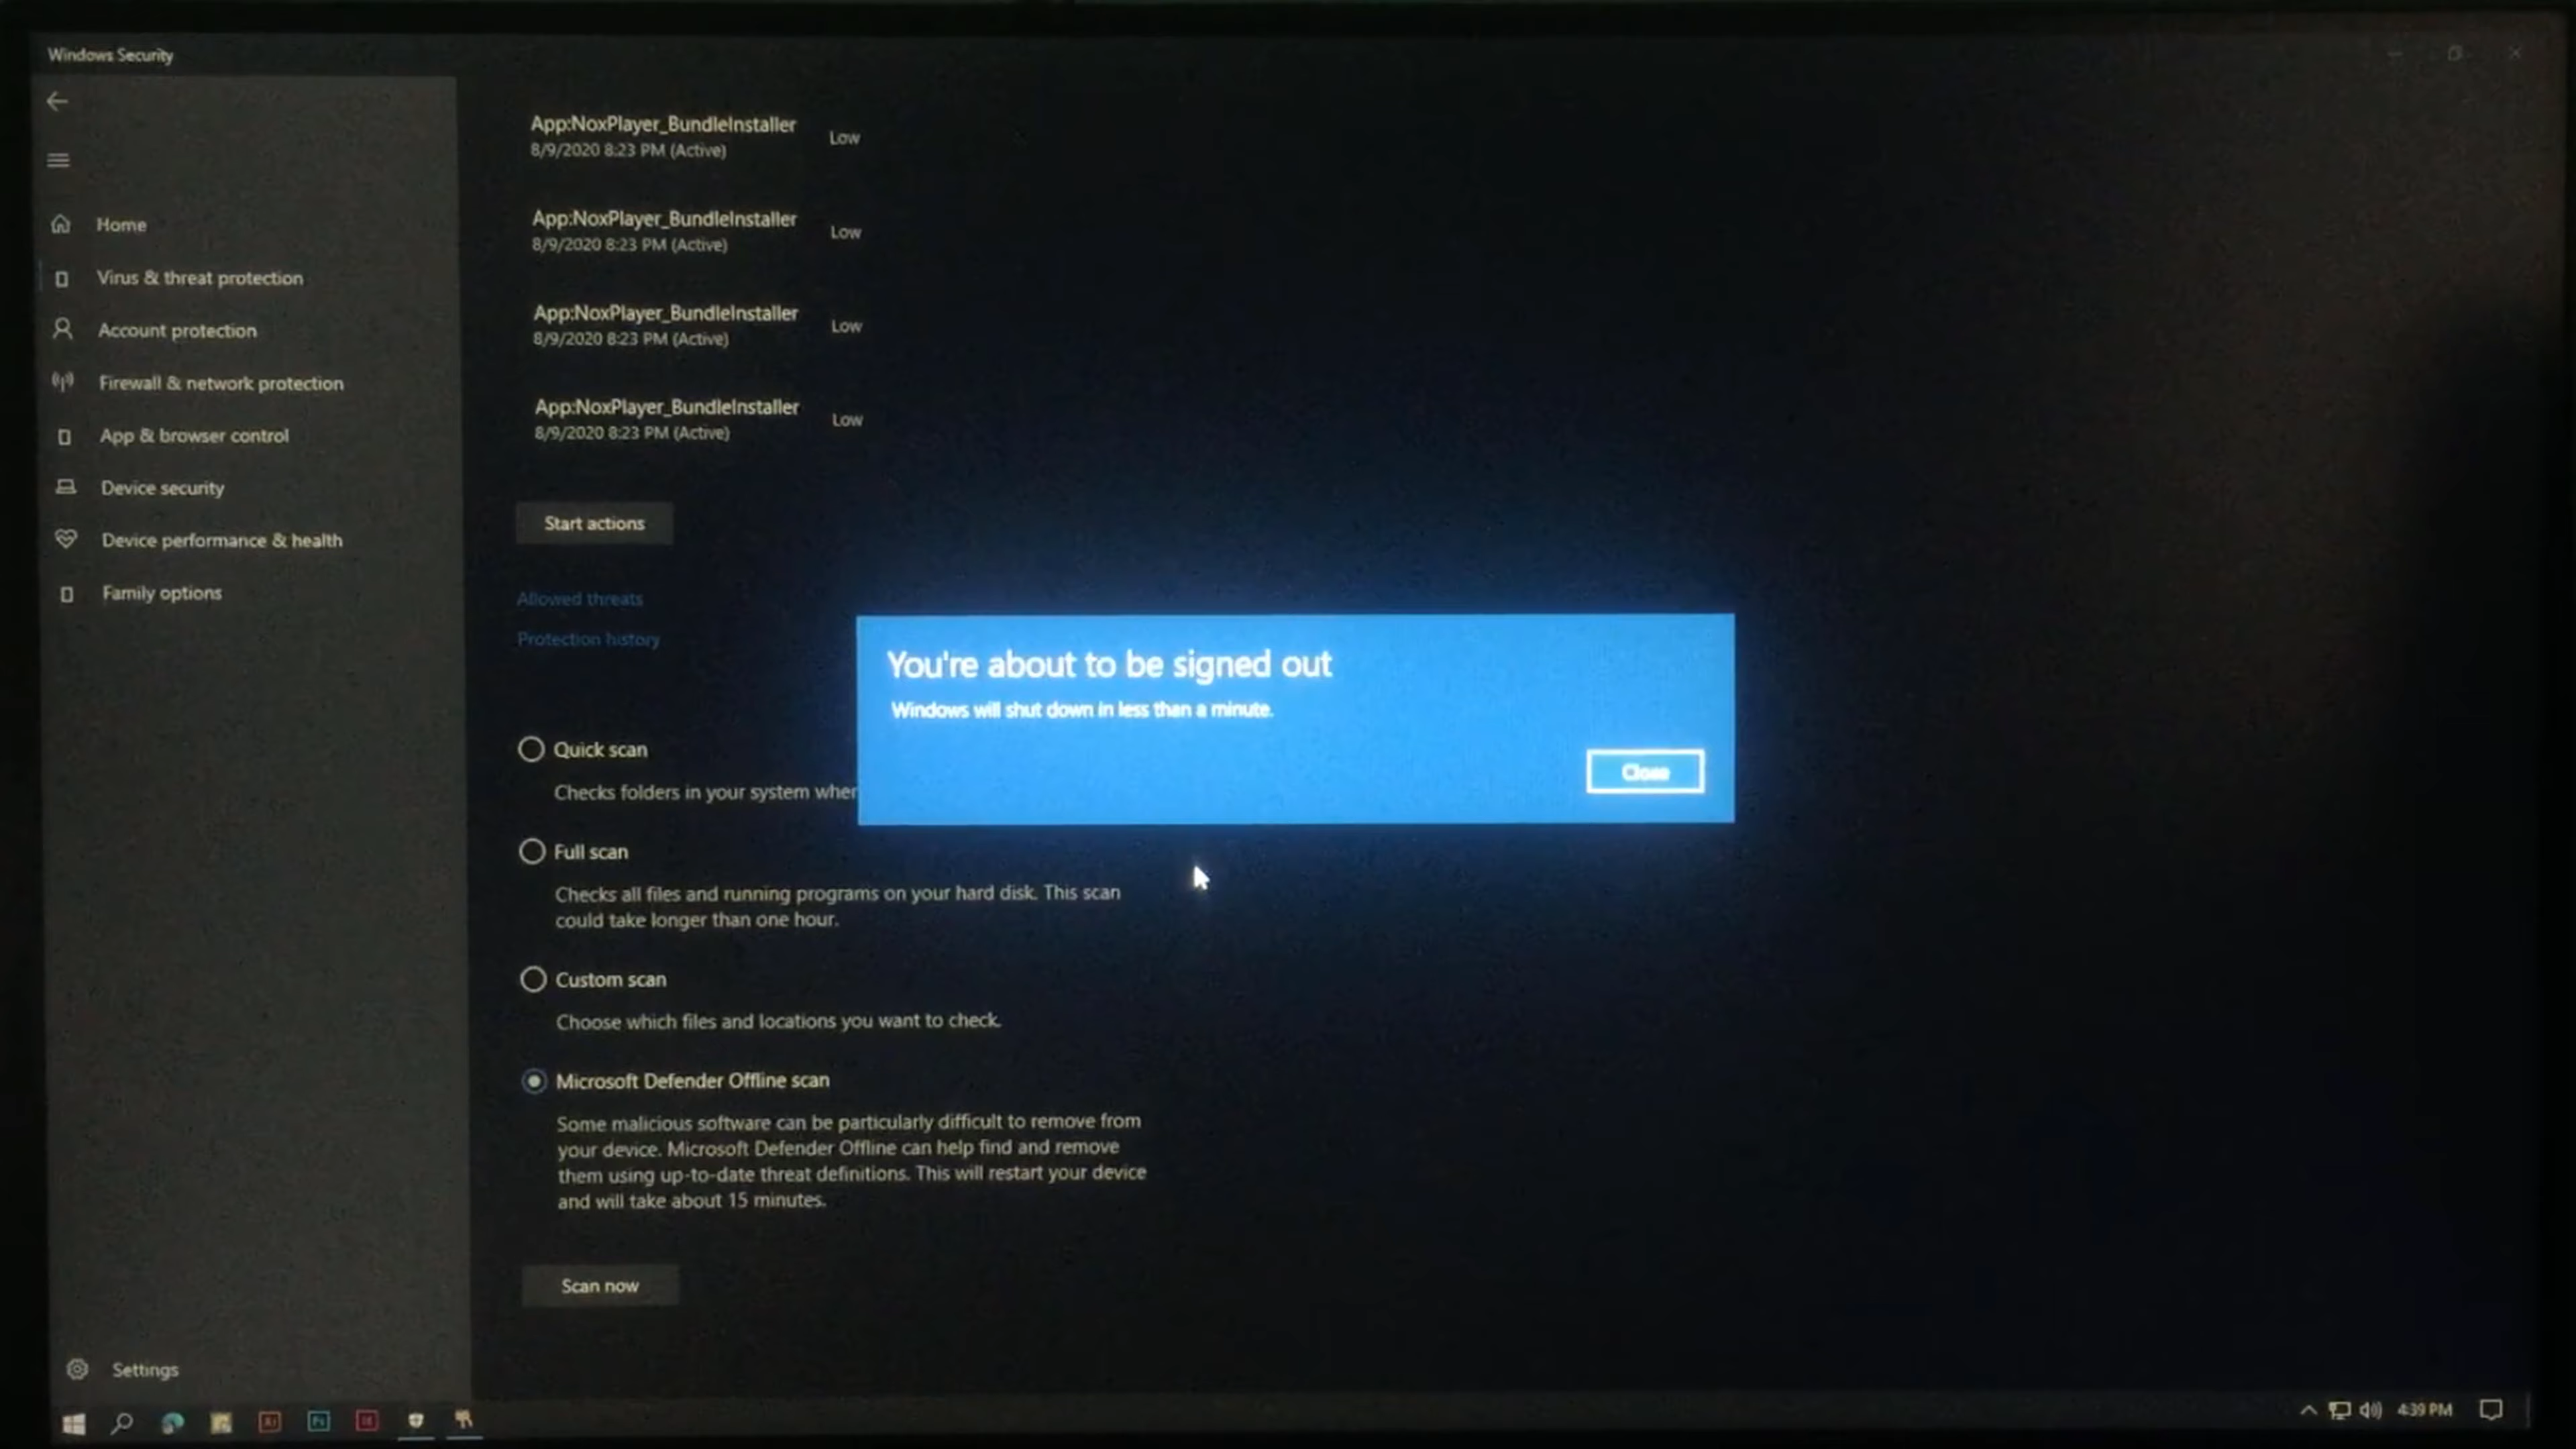 Windows Security
Home
Virus & threat protection
Account protection
Firewall & network protection
App & browser control
Device security
Device performance & health
Family options
Settings
App:NoxPlayer_BundleInstaller
8/9/2020 8:23 PM (Active)
Low
App:NoxPlayer_BundleInstaller
8/9/2020 8:23 PM (Active)
Low
App:NoxPlayer_BundleInstaller
8/9/2020 8:23 PM (Active)
Low
App:NoxPlayer_BundleInstaller
8/9/2020 8:23 PM (Active)
Low
Start actions
Allowed threats
Protection history
You're about to be signed out
Windows will shut down in less than a minute.
Close
Quick scan
Checks folders in your system wher
Full scan
Checks all files and running programs on your hard disk. This scan
could take longer than one hour.
Custom scan
Choose which files and locations you want to check.
Microsoft Defender Offline scan
Some malicious software can be particularly difficult to remove from
your device. Microsoft Defender Offline can help find and remove
them using up-to-date threat definitions. This will restart your device
and will take about 15 minutes.
Scan now
Ai
Ps
Id
4:39 PM